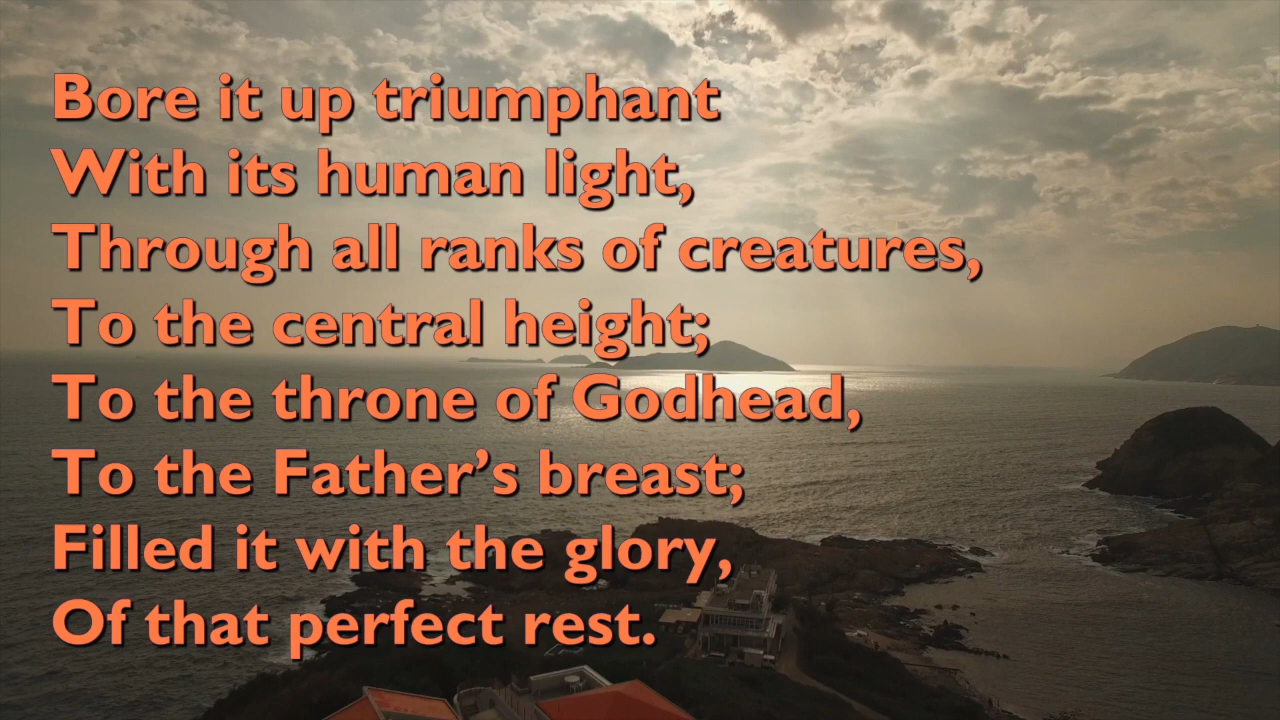 Bore it up triumphant
With its human light,
Through all ranks of creatures,
To the central height;
To the throne of Godhead,
To the Father’s breast;
Filled it with the glory,
Of that perfect rest.